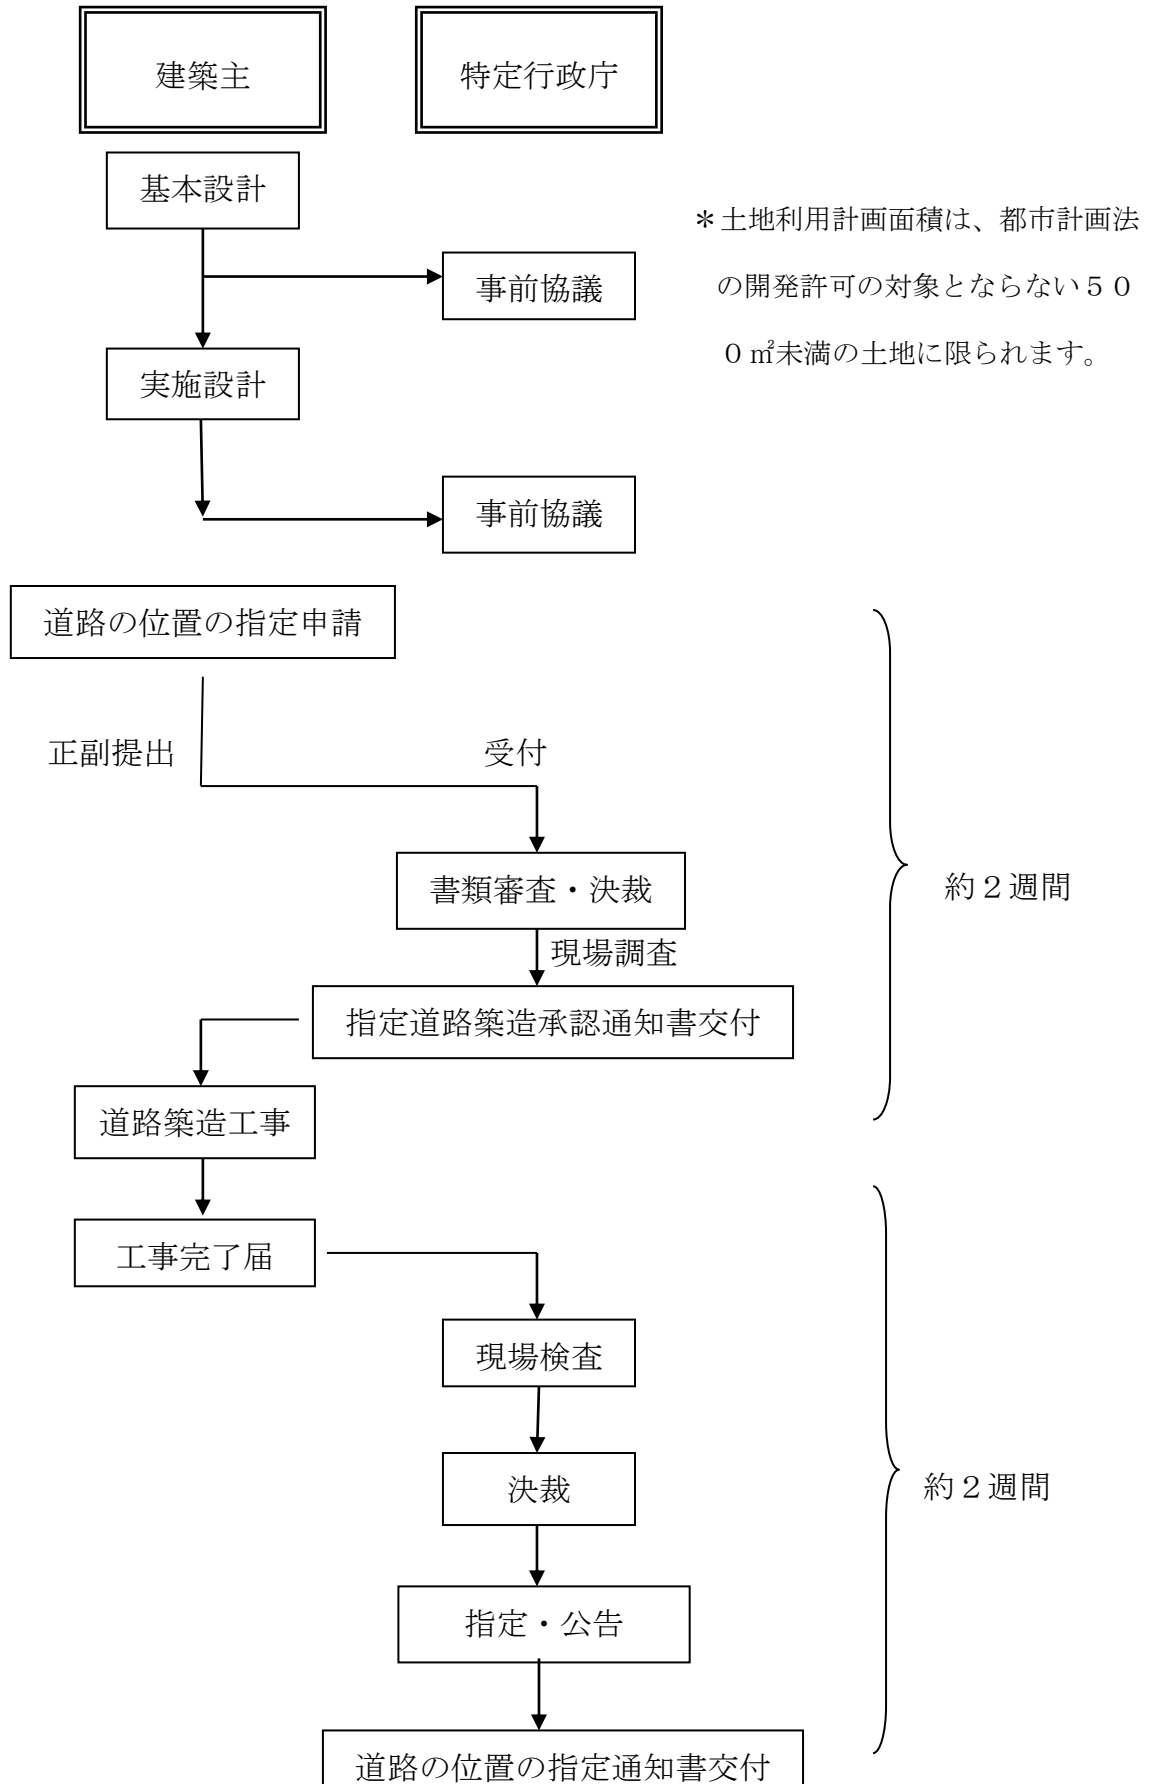 建築主
特定行政庁
基本設計
＊土地利用計画面積は、都市計画法
の開発許可の対象とならない５０
０㎡未満の土地に限られます。
事前協議
実施設計
事前協議
道路の位置の指定申請
正副提出
受付
書類審査・決裁
約２週間
現場調査
指定道路築造承認通知書交付
道路築造工事
工事完了届
現場検査
決裁
約２週間
指定・公告
道路の位置の指定通知書交付